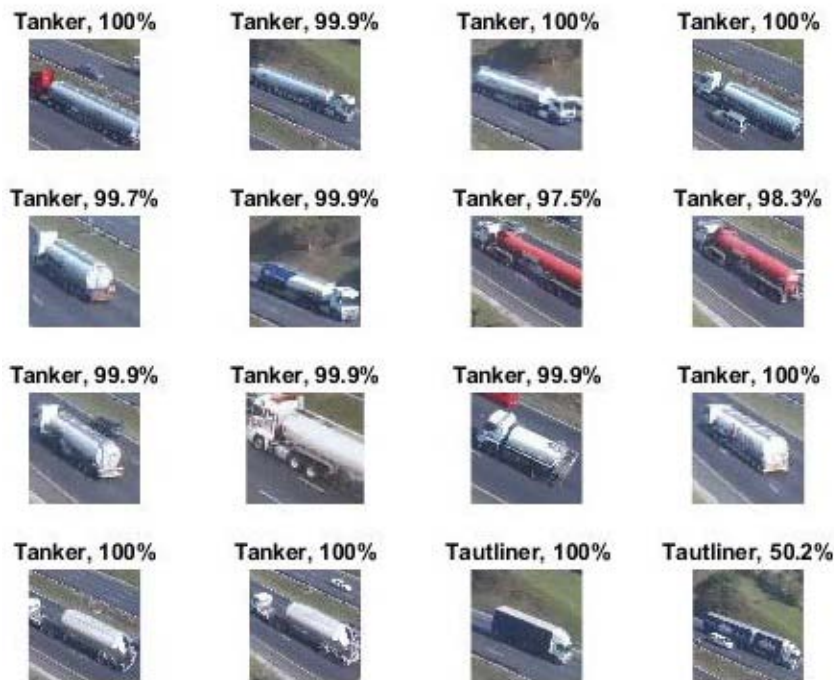 Tanker, 100% Tanker, 99.9% Tanker, 100% Tanker, 100%
Tanker, 99.7% Tanker, 99.9% Tanker, 97.5% Tanker, 98.3%
Tanker, 99.9% Tanker, 99.9% Tanker, 99.9% Tanker, 100%
Tanker, 100% Tanker, 100% Tautliner, 100% Tautliner, 50.2%